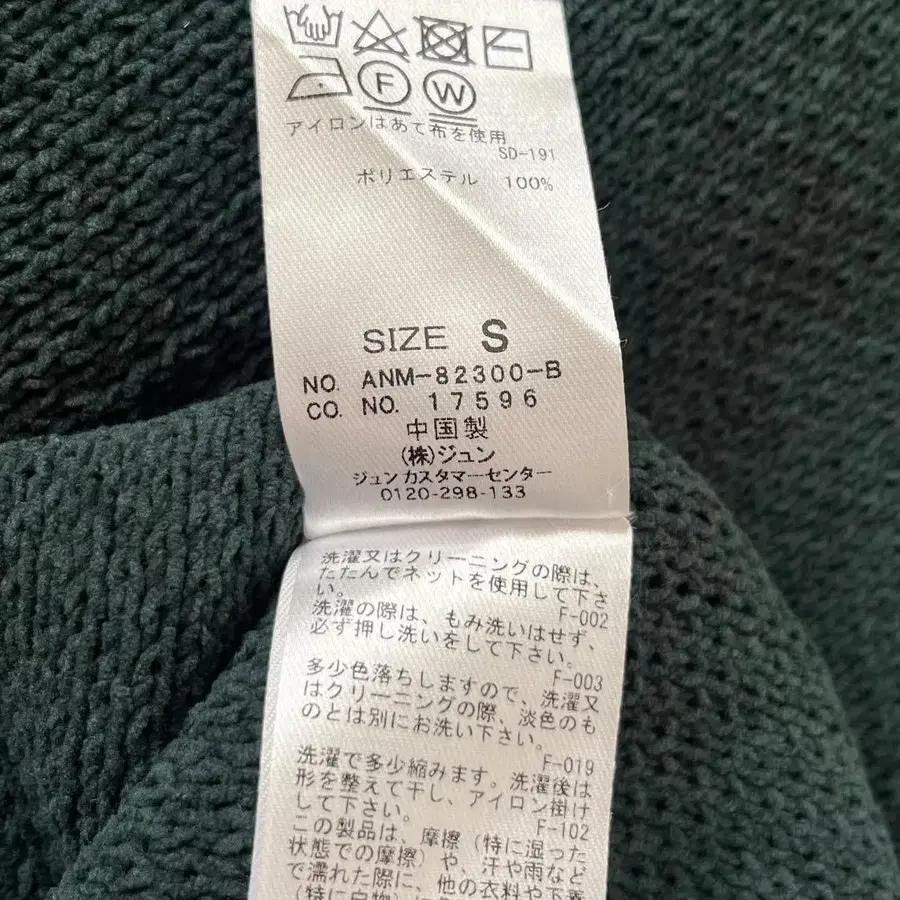 F W
アイロンはあて布を使用
SD-191
ポリエステル 100%
SIZE S
NO. ANM-82300-B
CO. NO. 17596
中国製
(株)ジュン
ジュンカスタマーセンター
0120-298-133
洗濯又はクリーニングの際は、
たたんでネットを使用して下さ
い。
F-002
洗濯の際は、もみ洗いはせず、
必ず押し洗いをして下さい。
F-003
多少色落ちしますので、洗濯又
はクリーニングの際、淡色のも
のとは別にお洗い下さい。
F-019
洗濯で多少縮みます。洗濯後は
形を整えて干し、アイロン掛け
して下さい。
F-102
この製品は、摩擦(特に湿った
状態での摩擦)や、汗や雨など
で濡れた際に、他の衣料や下着
(特に白物)に